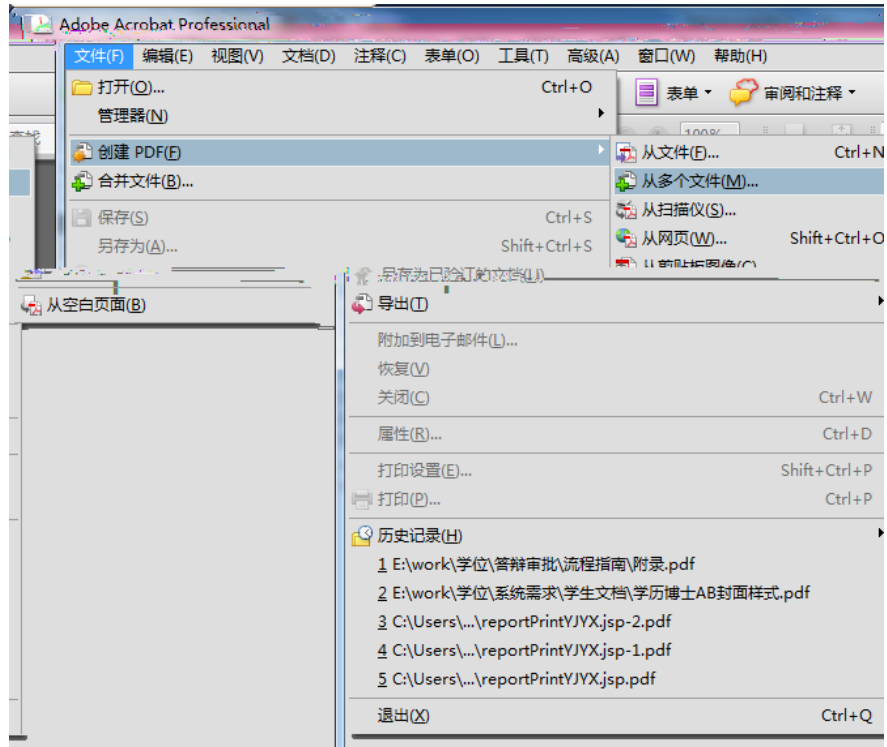 Adobe Acrobat Professional
文件(F) 编辑(E) 视图(V) 文档(D) 注释(C) 表单(O) 工具(T) 高级(A) 窗口(W) 帮助(H)
打开(O)... Ctrl+O
表单 审阅和注释
管理器(N)
100%
创建 PDF(F)
从文件(F)... Ctrl+N
合并文件(B)...
从多个文件(M)...
保存(S) Ctrl+S
从扫描仪(S)...
另存为(A)... Shift+Ctrl+S
从网页(W)... Shift+Ctrl+O
从剪贴板图像(C)
从空白页面(B)
导出(T)
附加到电子邮件(L)...
恢复(V)
关闭(C) Ctrl+W
属性(R)... Ctrl+D
打印设置(E)... Shift+Ctrl+P
打印(P)... Ctrl+P
历史记录(H)
1 E:\work\学位\答辩审批\流程指南\附录.pdf
2 E:\work\学位\系统需求\学生文档\学历博士AB封面样式.pdf
3 C:\Users\...\reportPrintYJYX.jsp-2.pdf
4 C:\Users\...\reportPrintYJYX.jsp-1.pdf
5 C:\Users\...\reportPrintYJYX.jsp.pdf
退出(X) Ctrl+Q